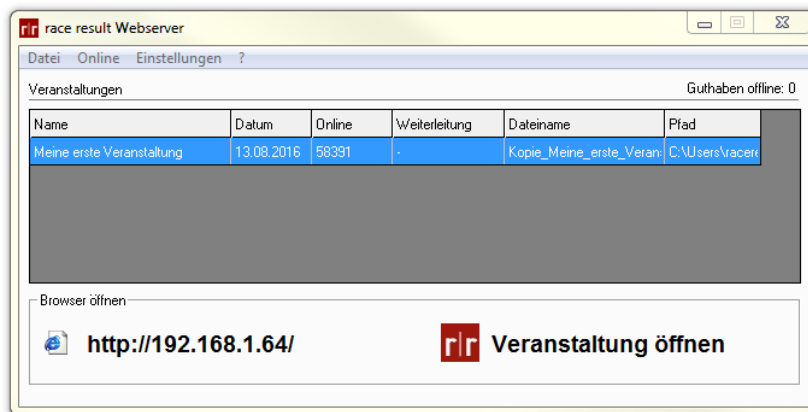 r|r race result Webserver
Datei Online Einstellungen ?
Veranstaltungen Guthaben offline: 0
Name Datum Online Weiterleitung Dateiname Pfad
Meine erste Veranstaltung 13.08.2016 58391 - Kopie_Meine_erste_Veran C:\Users\racere
Browser öffnen
http://192.168.1.64/ r|r Veranstaltung öffnen